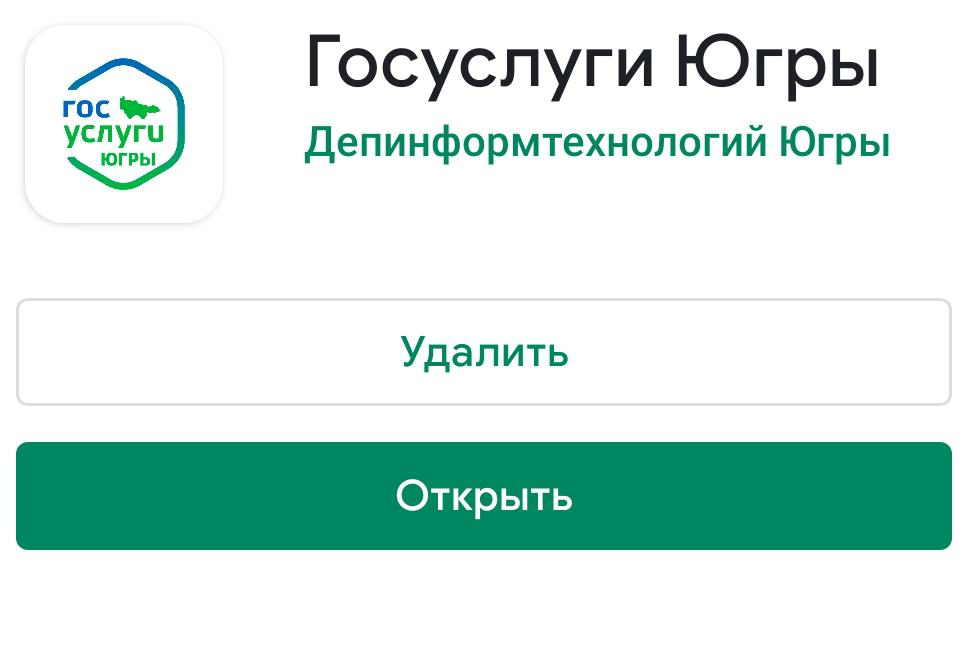 гос
услуги
ЮГРЫ
Госуслуги Югры
Депинформтехнологий Югры
Удалить
Открыть